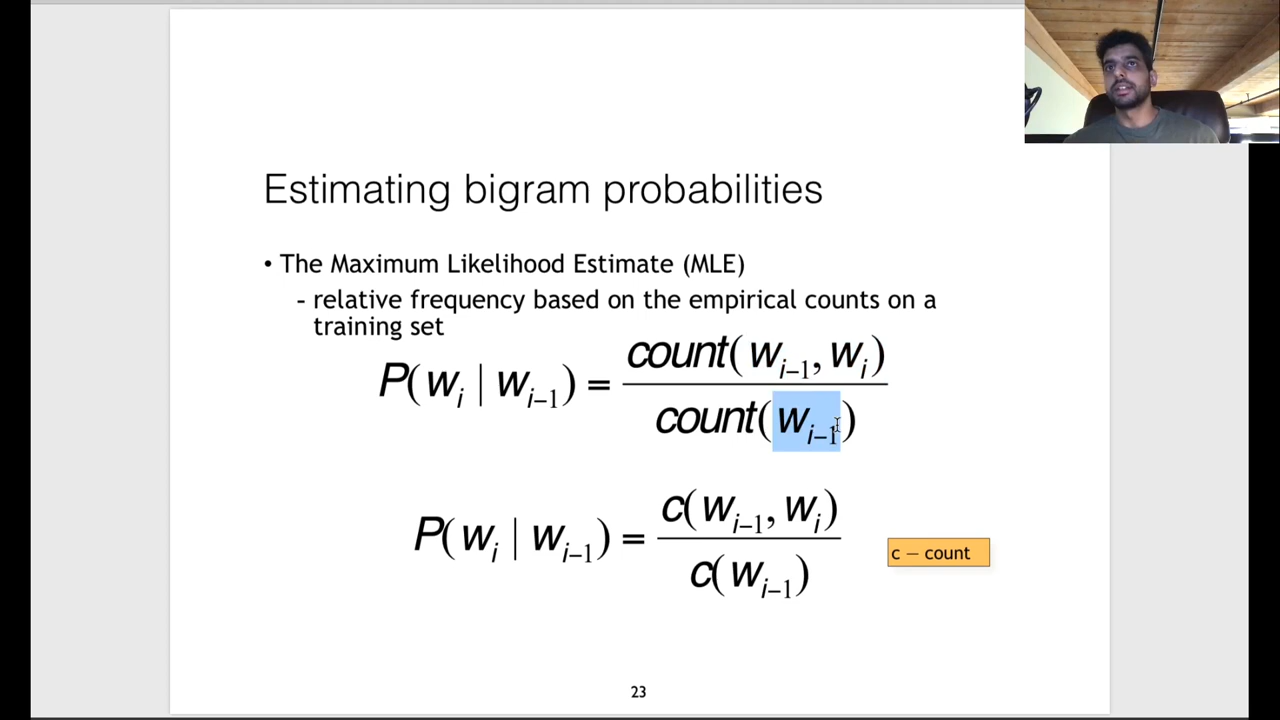 Estimating bigram probabilities
• The Maximum Likelihood Estimate (MLE)
- relative frequency based on the empirical counts on a
training set
P(w_i | w_{i–1}) = count(w_{i–1}, w_i) / count(w_{i–1})
P(w_i | w_{i–1}) = c(w_{i–1}, w_i) / c(w_{i–1})
c – count
23